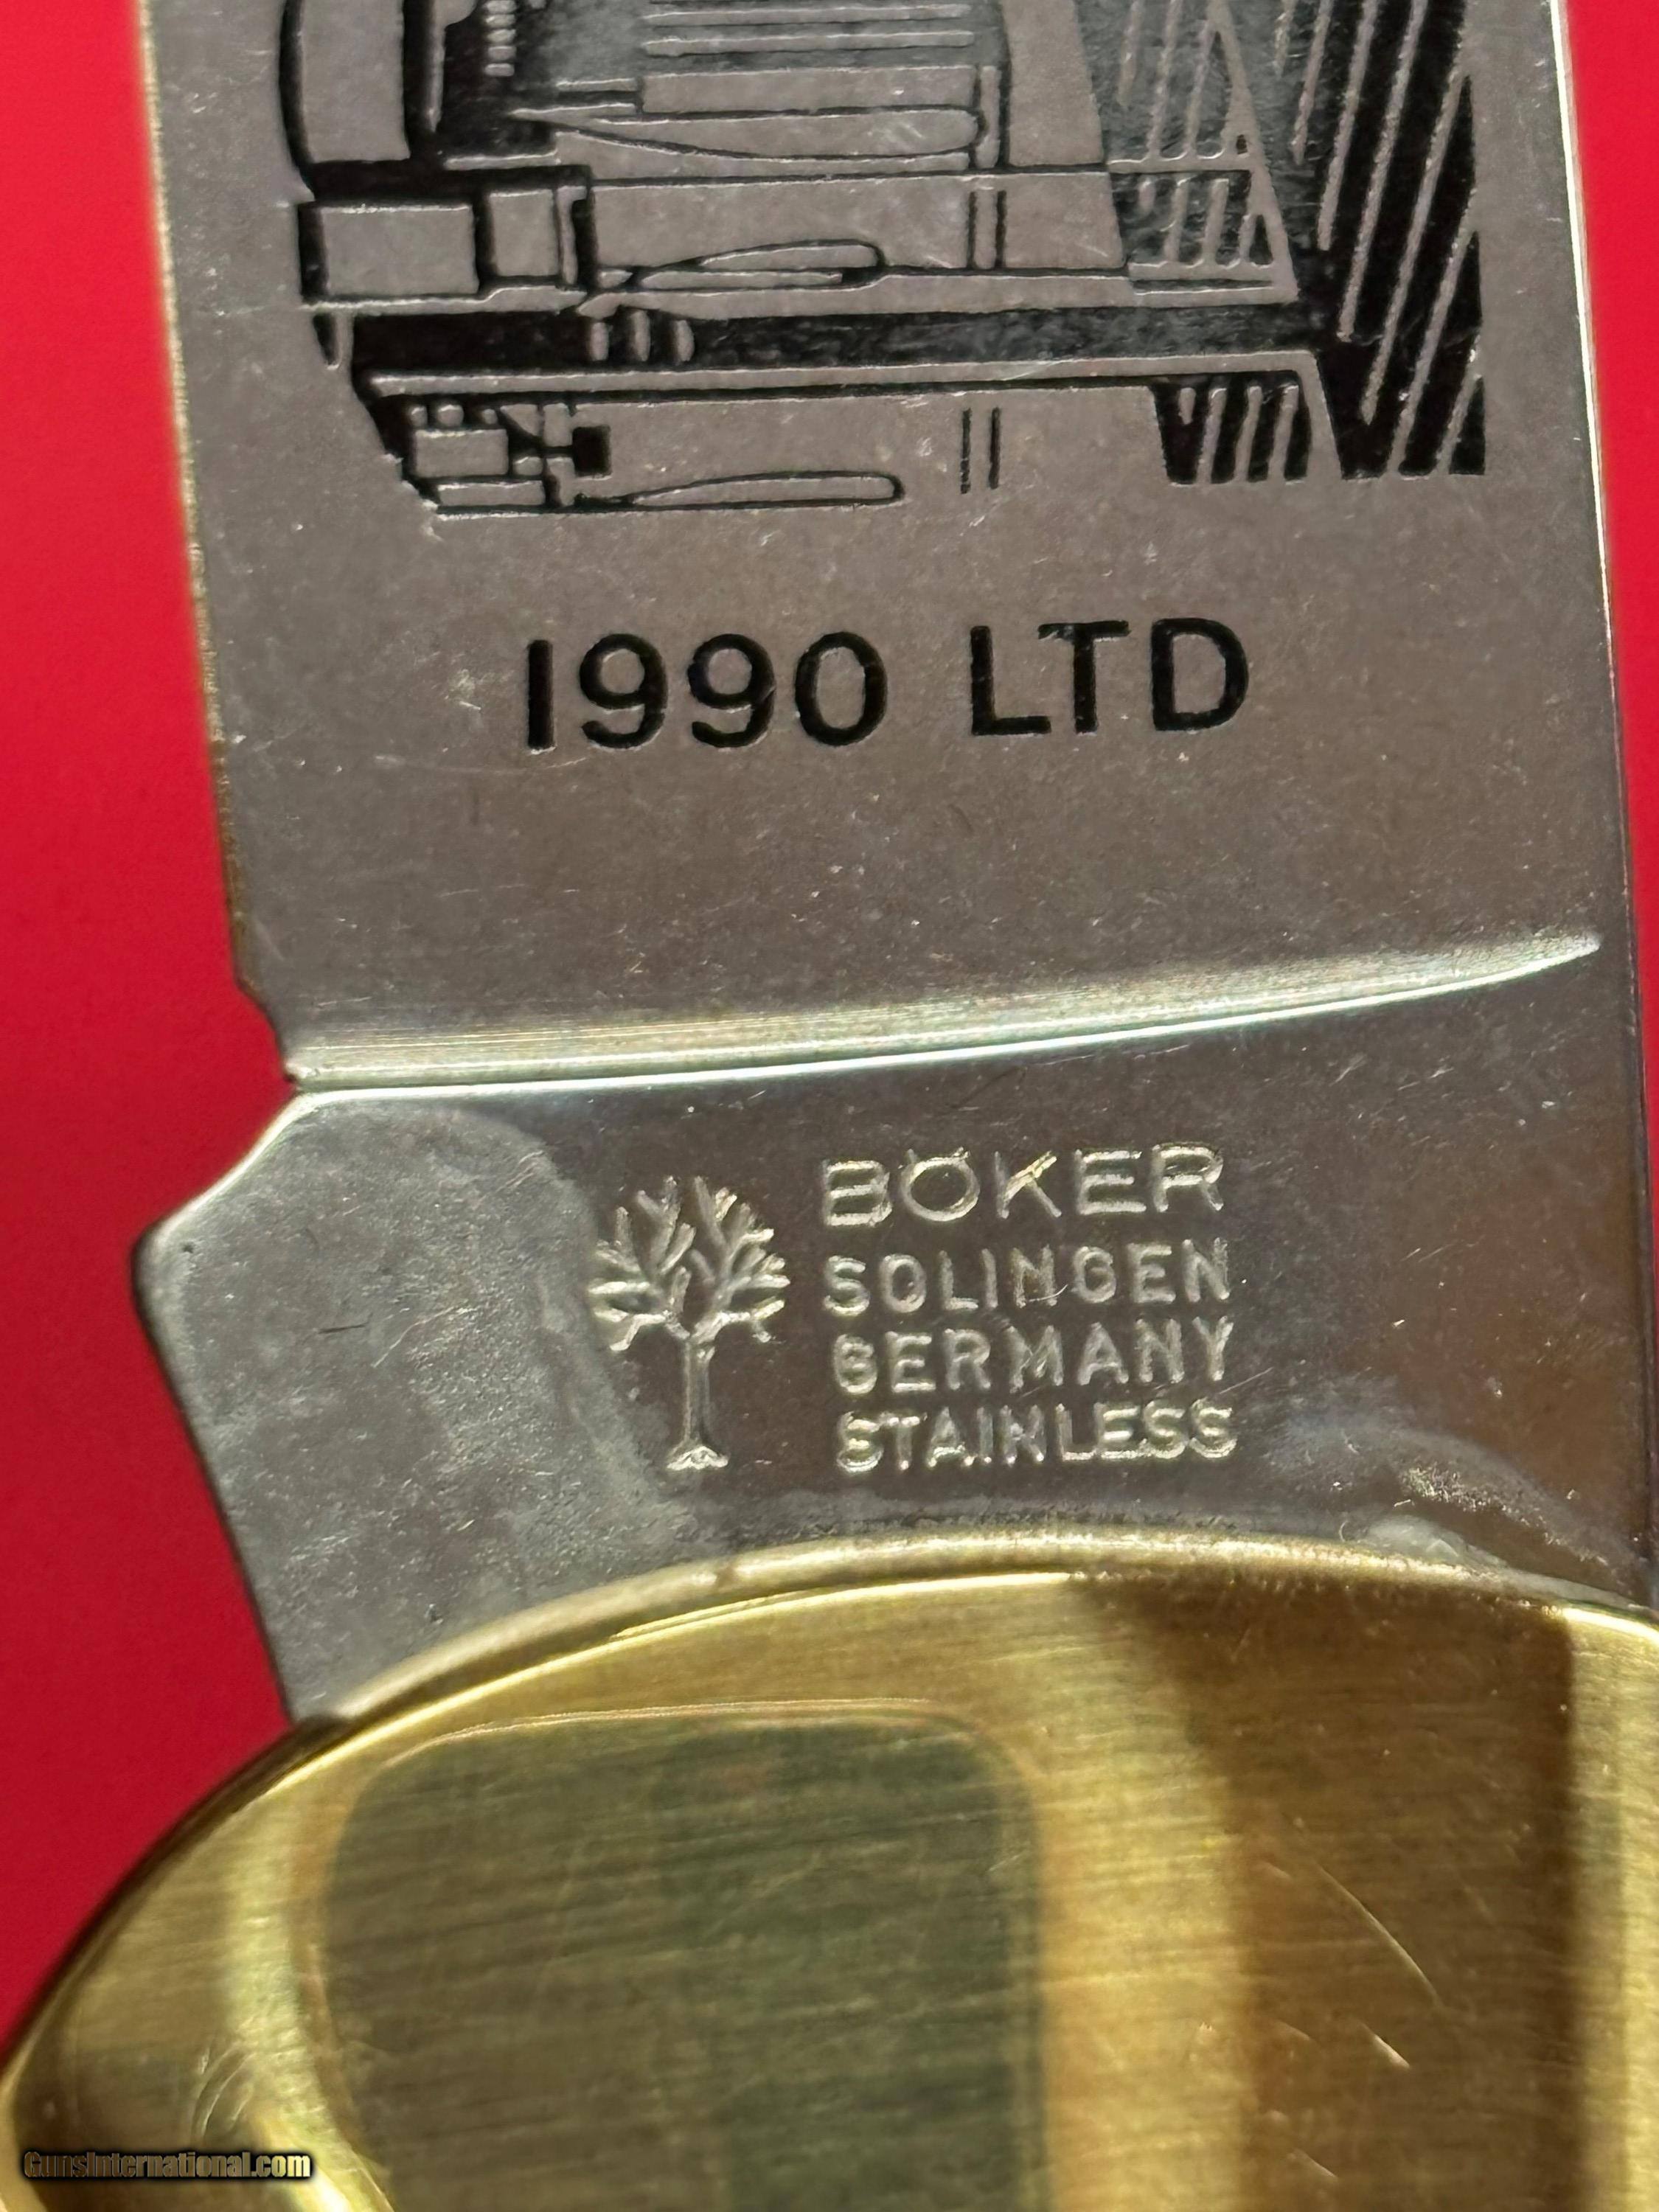 1990 LTD
BÖKER
SOLINGEN
GERMANY
STAINLESS
GunsInternational.com